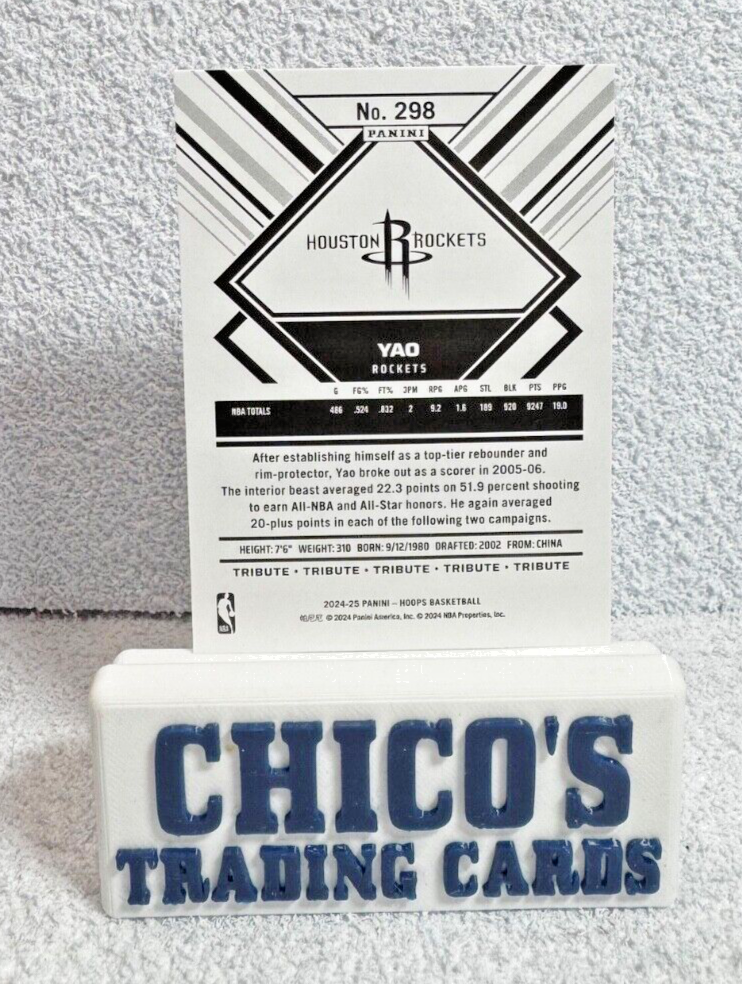 No. 298
PANINI
HOUSTON ROCKETS
YAO
ROCKETS
G FG% FT% 3PM RPG APG STL BLK PTS PPG
NBA TOTALS 486 .524 .832 2 9.2 1.6 189 920 9247 19.0
After establishing himself as a top-tier rebounder and
rim-protector, Yao broke out as a scorer in 2005-06.
The interior beast averaged 22.3 points on 51.9 percent shooting
to earn All-NBA and All-Star honors. He again averaged
20-plus points in each of the following two campaigns.
HEIGHT: 7'6" WEIGHT: 310 BORN: 9/12/1980 DRAFTED: 2002 FROM: CHINA
TRIBUTE • TRIBUTE • TRIBUTE • TRIBUTE • TRIBUTE
2024-25 PANINI – HOOPS BASKETBALL
帕尼尼 © 2024 Panini America, Inc. © 2024 NBA Properties, Inc.
NBA
CHICO'S
TRADING CARDS